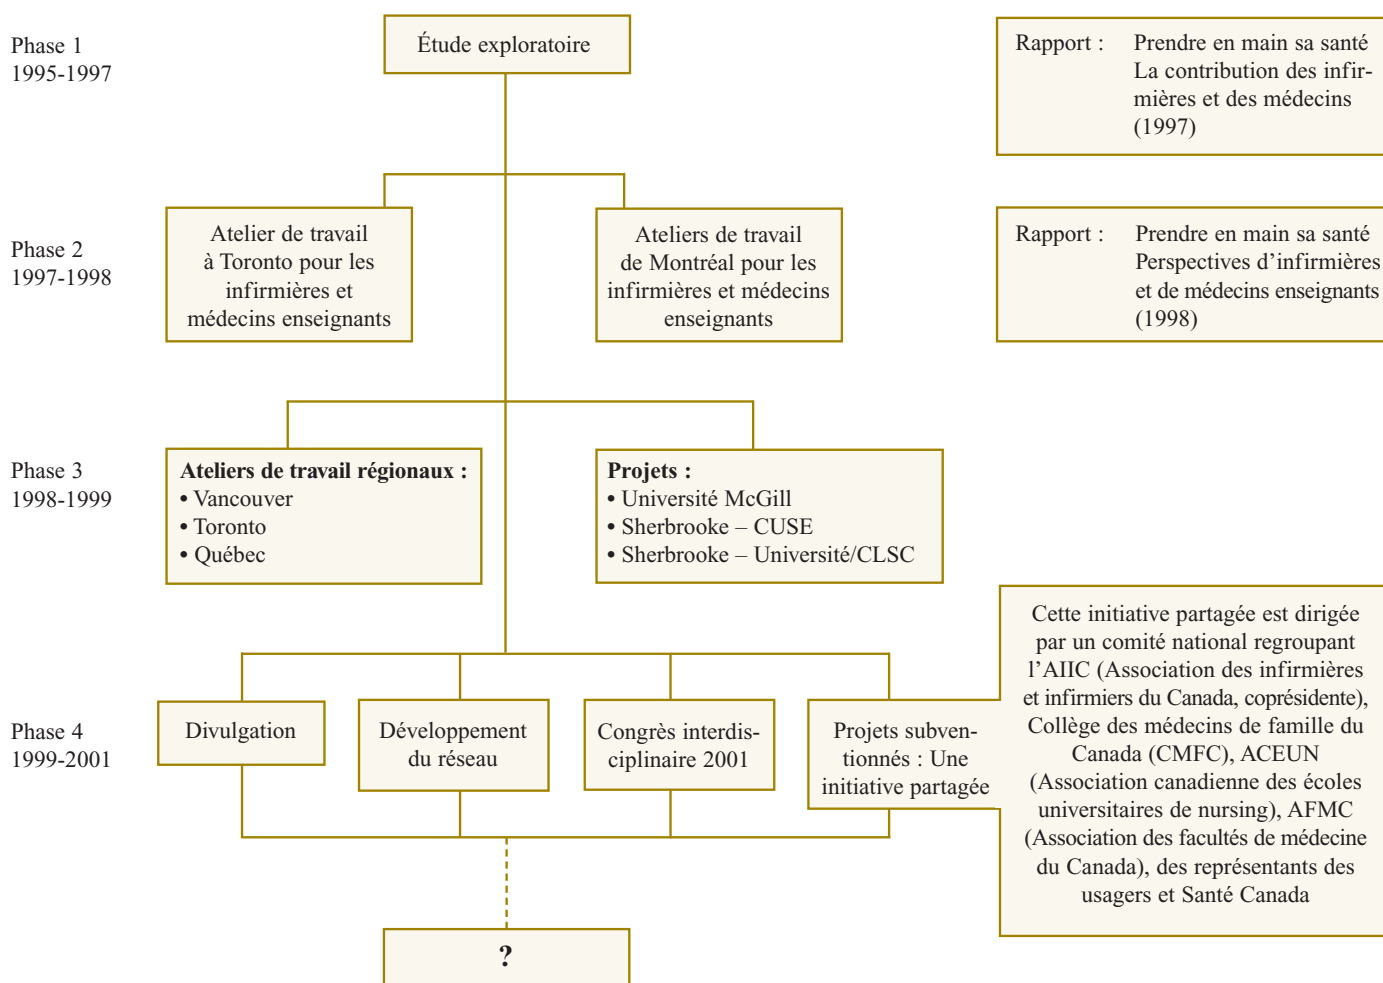 Phase 1
1995-1997
Étude exploratoire
Rapport : Prendre en main sa santé
La contribution des infir-
mières et des médecins
(1997)
Phase 2
1997-1998
Atelier de travail
à Toronto pour les
infirmières et
médecins enseignants
Ateliers de travail
de Montréal pour les
infirmières et médecins
enseignants
Rapport : Prendre en main sa santé
Perspectives d’infirmières
et de médecins enseignants
(1998)
Phase 3
1998-1999
Ateliers de travail régionaux :
• Vancouver
• Toronto
• Québec
Projets :
• Université McGill
• Sherbrooke – CUSE
• Sherbrooke – Université/CLSC
Phase 4
1999-2001
Divulgation
Développement
du réseau
Congrès interdis-
ciplinaire 2001
Projets subven-
tionnés : Une
initiative partagée
Cette initiative partagée est dirigée
par un comité national regroupant
l’AIIC (Association des infirmières
et infirmiers du Canada, coprésidente),
Collège des médecins de famille du
Canada (CMFC), ACEUN
(Association canadienne des écoles
universitaires de nursing), AFMC
(Association des facultés de médecine
du Canada), des représentants des
usagers et Santé Canada
?